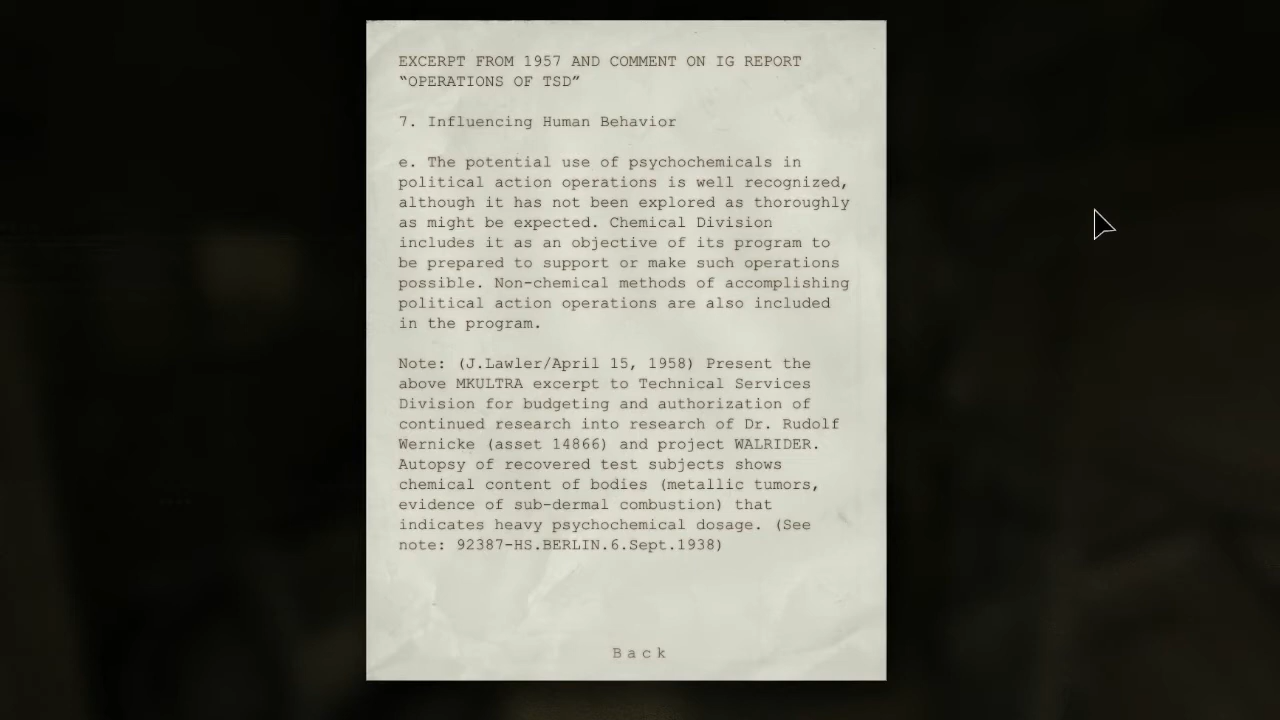 EXCERPT FROM 1957 AND COMMENT ON IG REPORT
“OPERATIONS OF TSD”
7. Influencing Human Behavior
e. The potential use of psychochemicals in
political action operations is well recognized,
although it has not been explored as thoroughly
as might be expected. Chemical Division
includes it as an objective of its program to
be prepared to support or make such operations
possible. Non-chemical methods of accomplishing
political action operations are also included
in the program.
Note: (J.Lawler/April 15, 1958) Present the
above MKULTRA excerpt to Technical Services
Division for budgeting and authorization of
continued research into research of Dr. Rudolf
Wernicke (asset 14866) and project WALRIDER.
Autopsy of recovered test subjects shows
chemical content of bodies (metallic tumors,
evidence of sub-dermal combustion) that
indicates heavy psychochemical dosage. (See
note: 92387-HS.BERLIN.6.Sept.1938)
Back